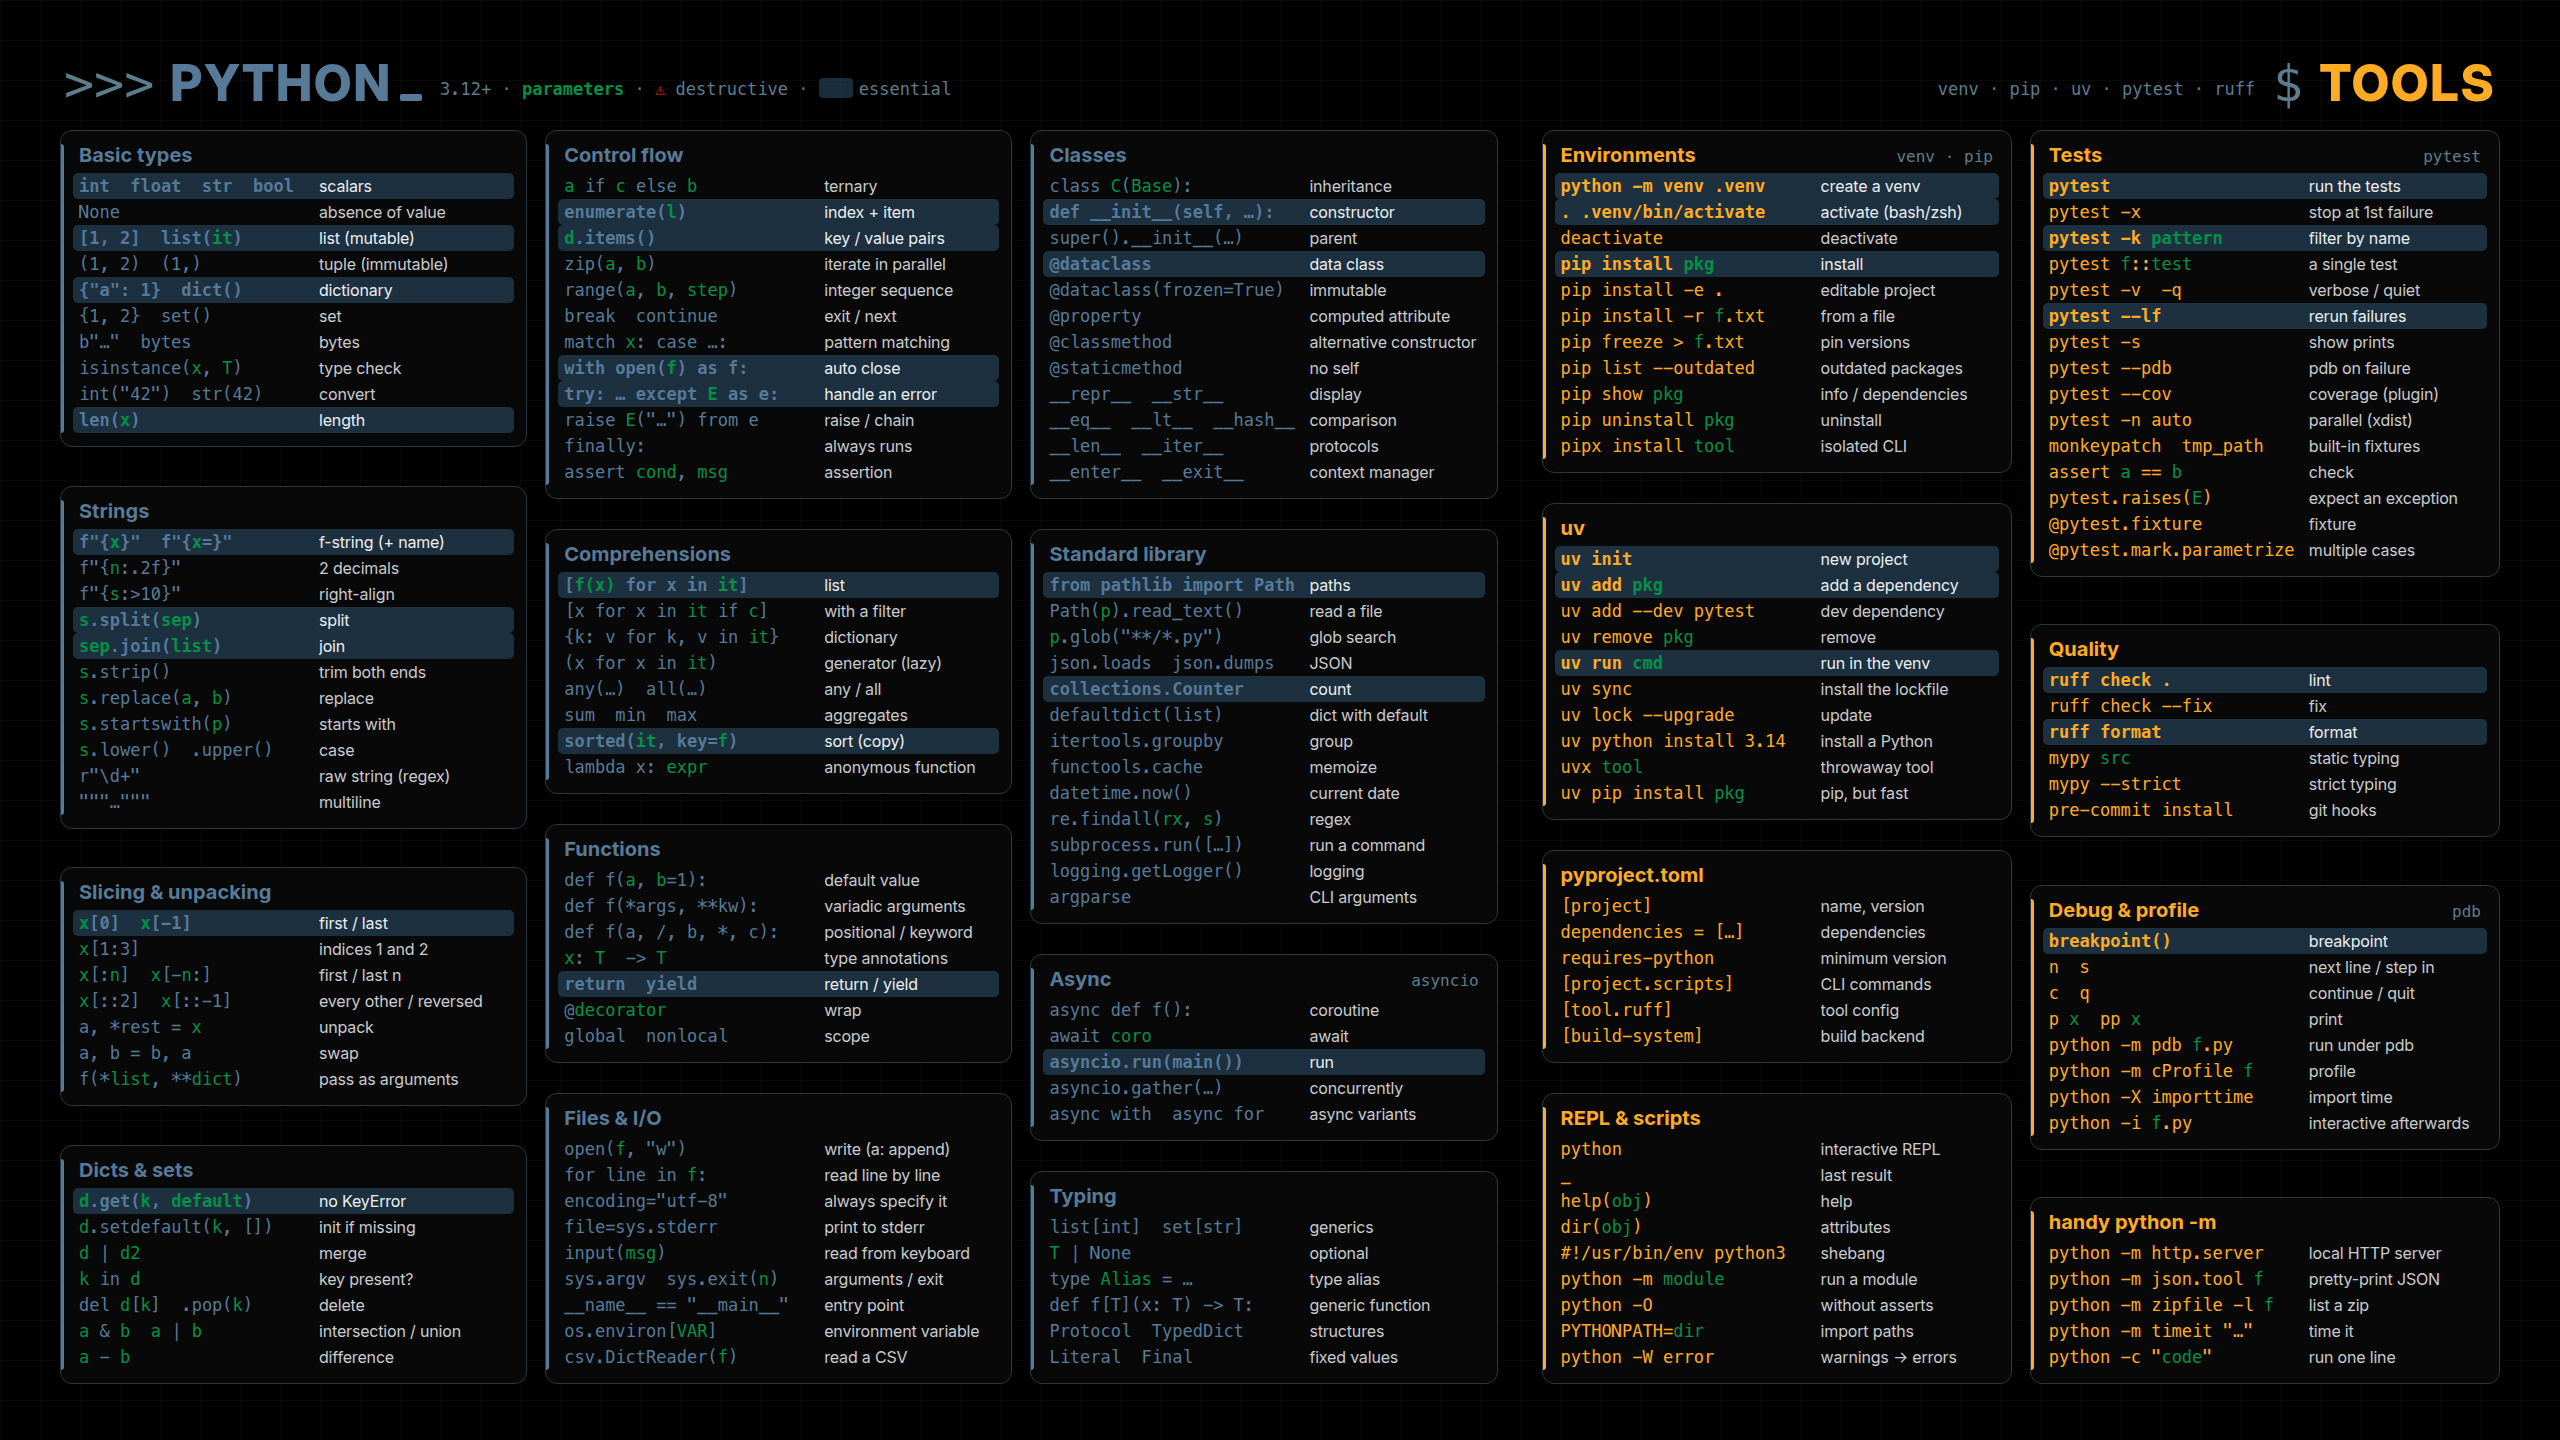 >>> PYTHON_ 3.12+ · parameters · ⚠ destructive · essential
venv · pip · uv · pytest · ruff $ TOOLS
Basic types
int float str bool scalars
None absence of value
[1, 2] list(it) list (mutable)
(1, 2) (1,) tuple (immutable)
{"a": 1} dict() dictionary
{1, 2} set() set
b"…" bytes bytes
isinstance(x, T) type check
int("42") str(42) convert
len(x) length
Strings
f"{x}" f"{x=}" f-string (+ name)
f"{n:.2f}" 2 decimals
f"{s:>10}" right-align
s.split(sep) split
sep.join(list) join
s.strip() trim both ends
s.replace(a, b) replace
s.startswith(p) starts with
s.lower() .upper() case
r"\d+" raw string (regex)
"""…""" multiline
Slicing & unpacking
x[0] x[-1] first / last
x[1:3] indices 1 and 2
x[:n] x[-n:] first / last n
x[::2] x[::-1] every other / reversed
a, *rest = x unpack
a, b = b, a swap
f(*list, **dict) pass as arguments
Dicts & sets
d.get(k, default) no KeyError
d.setdefault(k, []) init if missing
d | d2 merge
k in d key present?
del d[k] .pop(k) delete
a & b a | b intersection / union
a - b difference
Control flow
a if c else b ternary
enumerate(l) index + item
d.items() key / value pairs
zip(a, b) iterate in parallel
range(a, b, step) integer sequence
break continue exit / next
match x: case …: pattern matching
with open(f) as f: auto close
try: … except E as e: handle an error
raise E("…") from e raise / chain
finally: always runs
assert cond, msg assertion
Comprehensions
[f(x) for x in it] list
[x for x in it if c] with a filter
{k: v for k, v in it} dictionary
(x for x in it) generator (lazy)
any(…) all(…) any / all
sum min max aggregates
sorted(it, key=f) sort (copy)
lambda x: expr anonymous function
Functions
def f(a, b=1): default value
def f(*args, **kw): variadic arguments
def f(a, /, b, *, c): positional / keyword
x: T -> T type annotations
return yield return / yield
@decorator wrap
global nonlocal scope
Files & I/O
open(f, "w") write (a: append)
for line in f: read line by line
encoding="utf-8" always specify it
file=sys.stderr print to stderr
input(msg) read from keyboard
sys.argv sys.exit(n) arguments / exit
__name__ == "__main__" entry point
os.environ[VAR] environment variable
csv.DictReader(f) read a CSV
Classes
class C(Base): inheritance
def __init__(self, …): constructor
super().__init__(…) parent
@dataclass data class
@dataclass(frozen=True) immutable
@property computed attribute
@classmethod alternative constructor
@staticmethod no self
__repr__ __str__ display
__eq__ __lt__ __hash__ comparison
__len__ __iter__ protocols
__enter__ __exit__ context manager
Standard library
from pathlib import Path paths
Path(p).read_text() read a file
p.glob("**/*.py") glob search
json.loads json.dumps JSON
collections.Counter count
defaultdict(list) dict with default
itertools.groupby group
functools.cache memoize
datetime.now() current date
re.findall(rx, s) regex
subprocess.run([…]) run a command
logging.getLogger() logging
argparse CLI arguments
Async asyncio
async def f(): coroutine
await coro await
asyncio.run(main()) run
asyncio.gather(…) concurrently
async with async for async variants
Typing
list[int] set[str] generics
T | None optional
type Alias = … type alias
def f[T](x: T) -> T: generic function
Protocol TypedDict structures
Literal Final fixed values
Environments venv · pip
python -m venv .venv create a venv
. .venv/bin/activate activate (bash/zsh)
deactivate deactivate
pip install pkg install
pip install -e . editable project
pip install -r f.txt from a file
pip freeze > f.txt pin versions
pip list --outdated outdated packages
pip show pkg info / dependencies
pip uninstall pkg uninstall
pipx install tool isolated CLI
uv
uv init new project
uv add pkg add a dependency
uv add --dev pytest dev dependency
uv remove pkg remove
uv run cmd run in the venv
uv sync install the lockfile
uv lock --upgrade update
uv python install 3.14 install a Python
uvx tool throwaway tool
uv pip install pkg pip, but fast
pyproject.toml
[project] name, version
dependencies = […] dependencies
requires-python minimum version
[project.scripts] CLI commands
[tool.ruff] tool config
[build-system] build backend
REPL & scripts
python interactive REPL
_ last result
help(obj) help
dir(obj) attributes
#!/usr/bin/env python3 shebang
python -m module run a module
python -O without asserts
PYTHONPATH=dir import paths
python -W error warnings → errors
Tests pytest
pytest run the tests
pytest -x stop at 1st failure
pytest -k pattern filter by name
pytest f::test a single test
pytest -v -q verbose / quiet
pytest --lf rerun failures
pytest -s show prints
pytest --pdb pdb on failure
pytest --cov coverage (plugin)
pytest -n auto parallel (xdist)
monkeypatch tmp_path built-in fixtures
assert a == b check
pytest.raises(E) expect an exception
@pytest.fixture fixture
@pytest.mark.parametrize multiple cases
Quality
ruff check . lint
ruff check --fix fix
ruff format format
mypy src static typing
mypy --strict strict typing
pre-commit install git hooks
Debug & profile pdb
breakpoint() breakpoint
n s next line / step in
c q continue / quit
p x pp x print
python -m pdb f.py run under pdb
python -m cProfile f profile
python -X importtime import time
python -i f.py interactive afterwards
handy python -m
python -m http.server local HTTP server
python -m json.tool f pretty-print JSON
python -m zipfile -l f list a zip
python -m timeit "…" time it
python -c "code" run one line